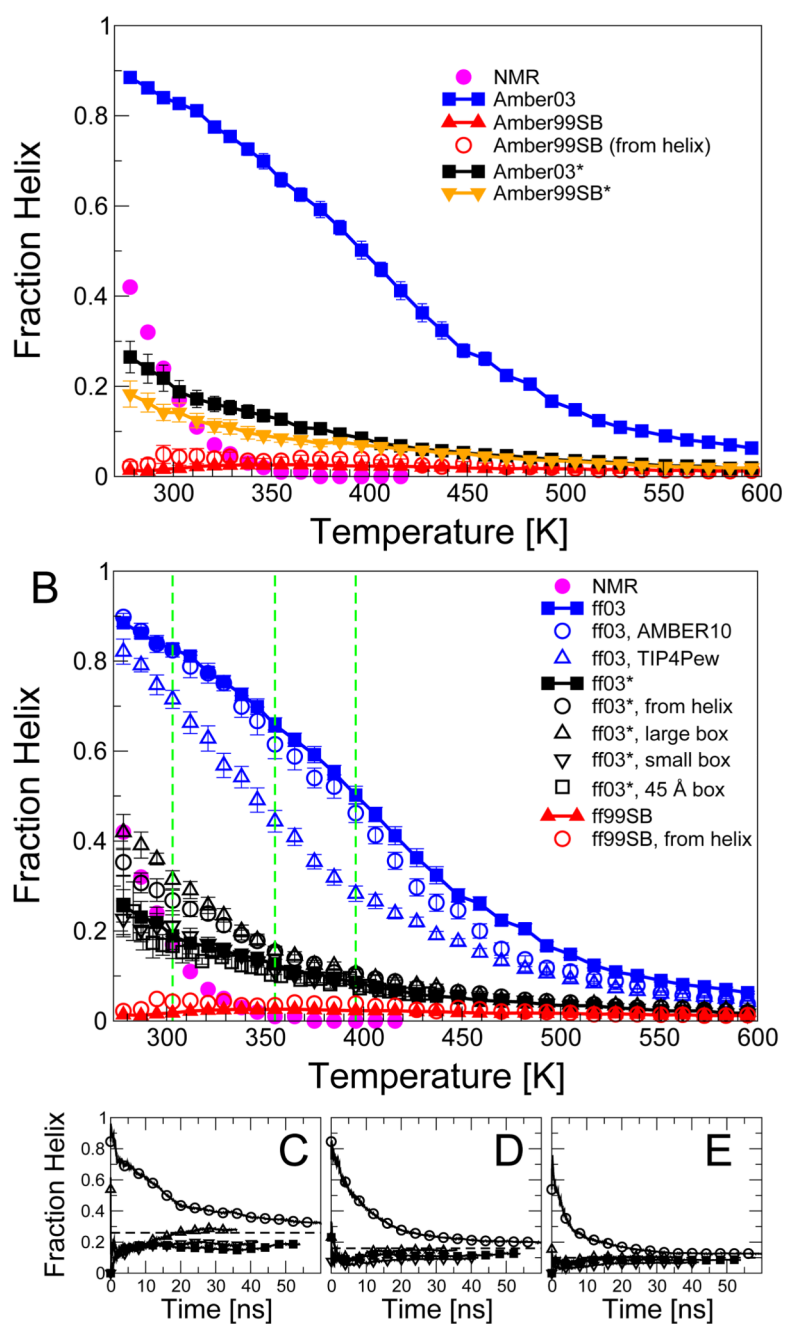 1
0.8
0.6
0.4
0.2
0
Fraction Helix
NMR
Amber03
Amber99SB
Amber99SB (from helix)
Amber03*
Amber99SB*
300 350 400 450 500 550 600
Temperature [K]
B
1
0.8
0.6
0.4
0.2
0
Fraction Helix
NMR
ff03
ff03, AMBER10
ff03, TIP4Pew
ff03*
ff03*, from helix
ff03*, large box
ff03*, small box
ff03*, 45 Å box
ff99SB
ff99SB, from helix
300 350 400 450 500 550 600
Temperature [K]
Fraction Helix
1
0.8
0.6
0.4
0.2
0
C
D
E
0 10 20 30 40 50
0 10 20 30 40 50
0 10 20 30 40 50
Time [ns]
Time [ns]
Time [ns]